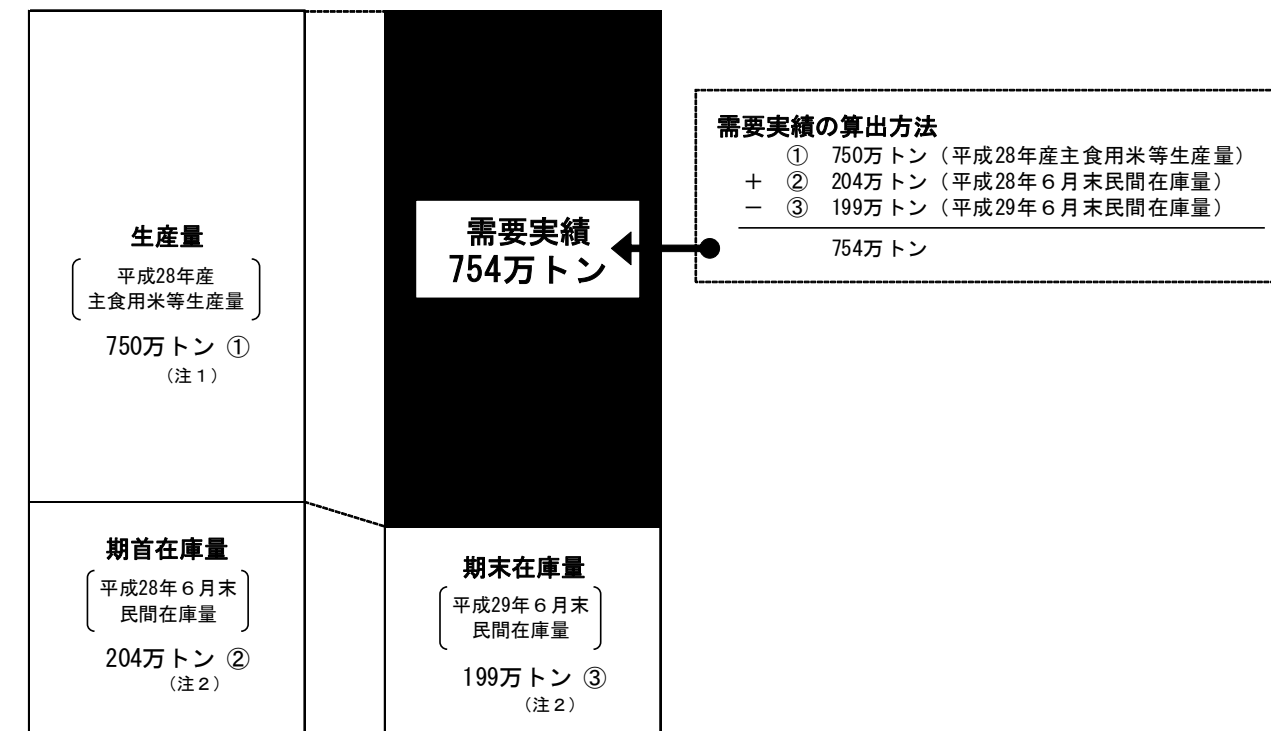 生産量
平成28年産
主食用米等生産量
750万トン ①
(注1)
期首在庫量
平成28年6月末
民間在庫量
204万トン ②
(注2)
需要実績
754万トン
期末在庫量
平成29年6月末
民間在庫量
199万トン ③
(注2)
需要実績の算出方法
① 750万トン(平成28年産主食用米等生産量)
+ ② 204万トン(平成28年6月末民間在庫量)
- ③ 199万トン(平成29年6月末民間在庫量)
754万トン